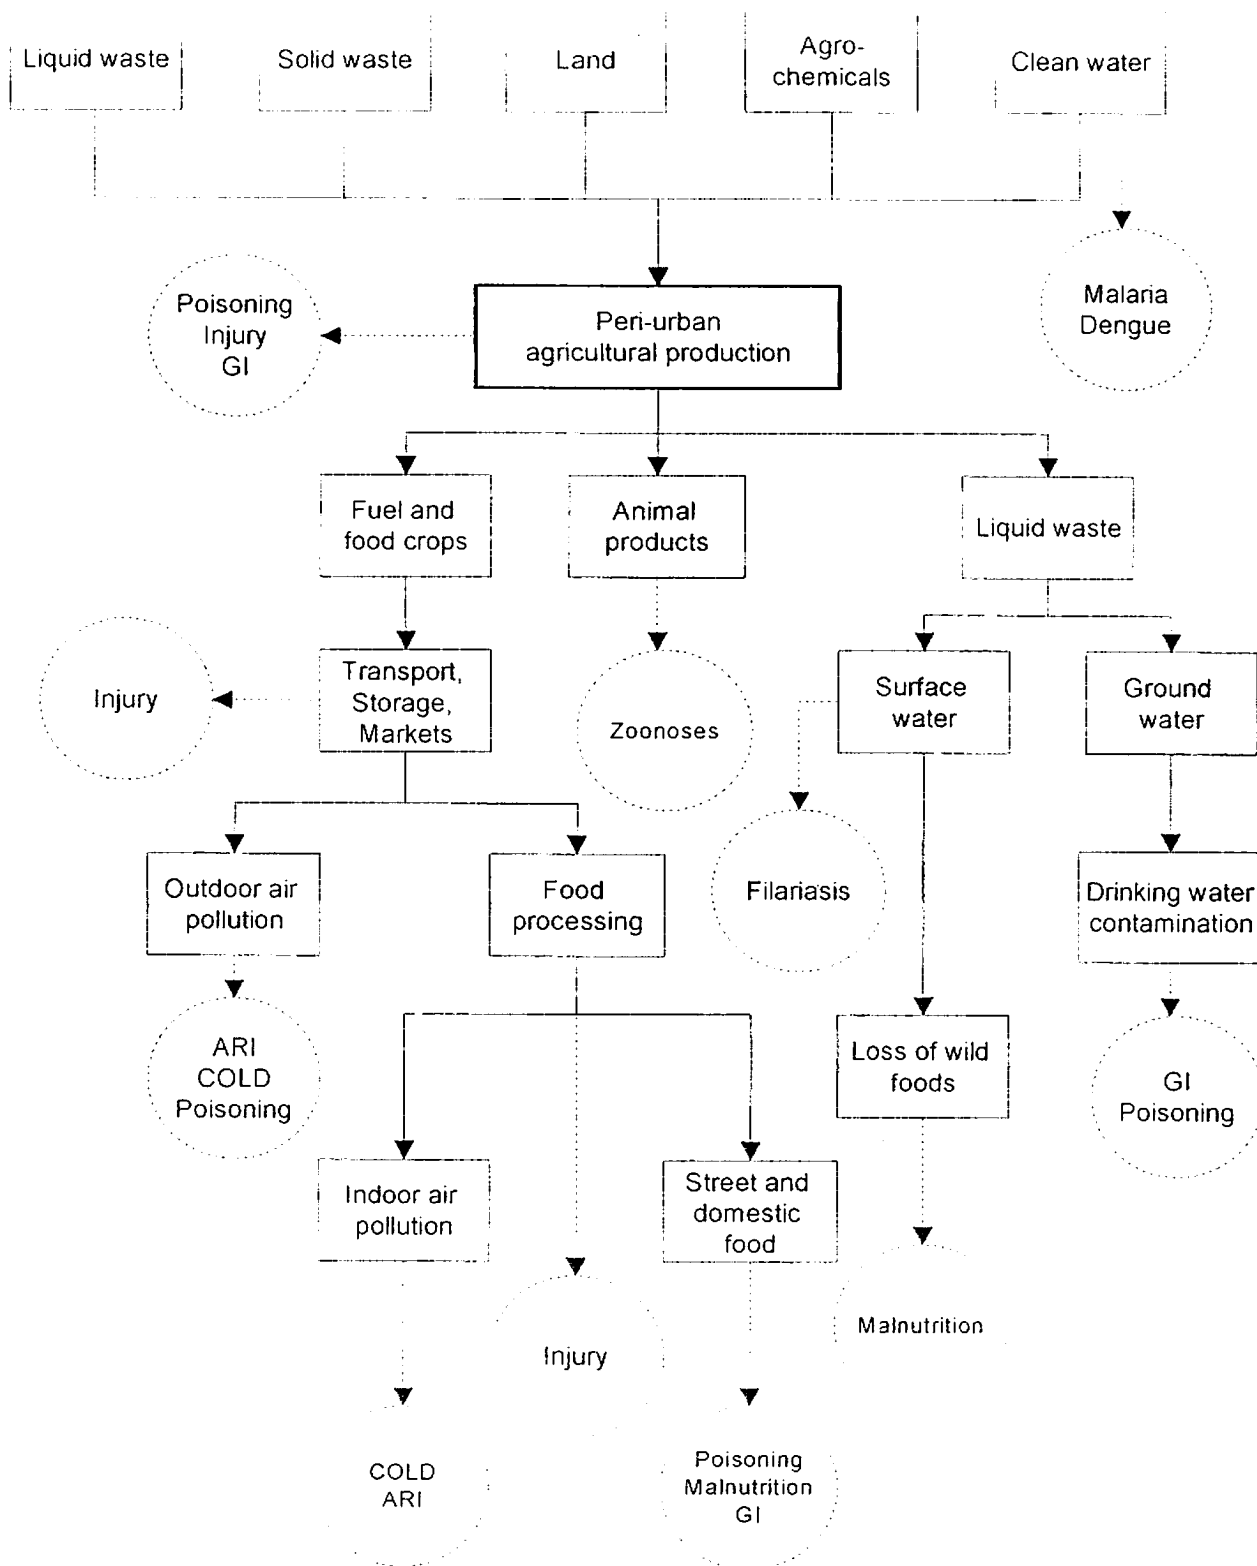 Liquid waste
Solid waste
Land
Agro-
chemicals
Clean water
Poisoning
Injury
GI
Peri-urban
agricultural production
Malaria
Dengue
Fuel and
food crops
Animal
products
Liquid waste
Injury
Transport,
Storage,
Markets
Zoonoses
Surface
water
Ground
water
Outdoor air
pollution
Food
processing
Filariasis
Drinking water
contamination
ARI
COLD
Poisoning
Loss of wild
foods
GI
Poisoning
Indoor air
pollution
Street and
domestic
food
Injury
Malnutrition
COLD
ARI
Poisoning
Malnutrition
GI